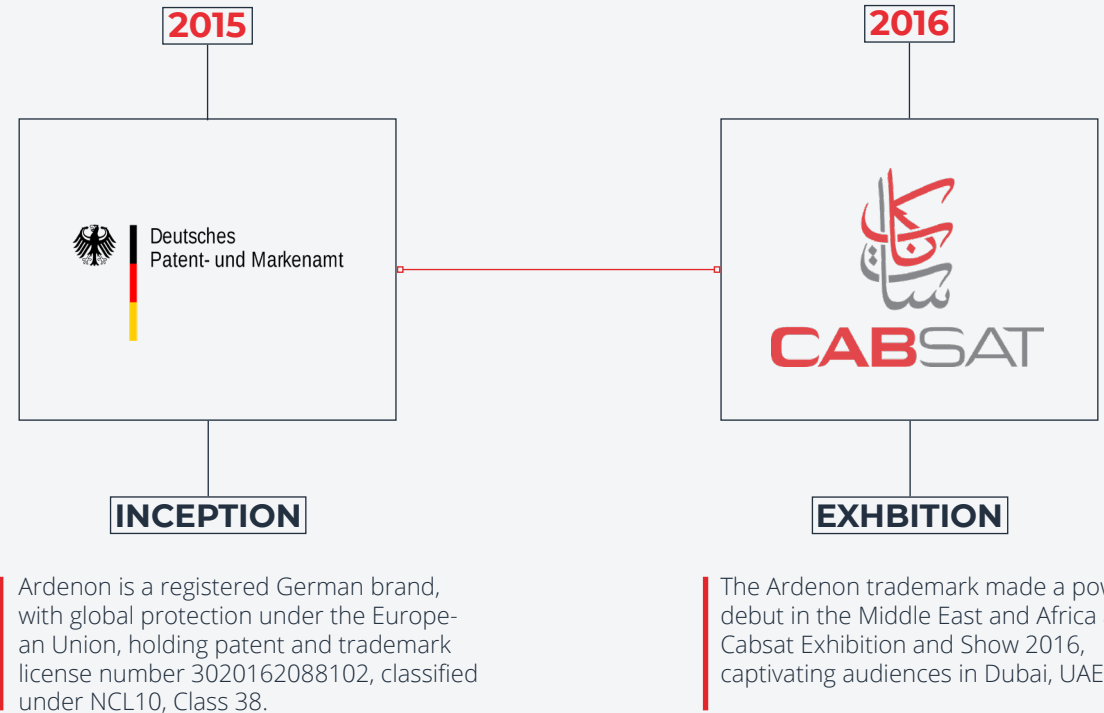 2015
Deutsches
Patent- und Markenamt
INCEPTION
Ardenon is a registered German brand,
with global protection under the Europe-
an Union, holding patent and trademark
license number 3020162088102, classified
under NCL10, Class 38.
2016
كاب
سات
CABSAT
EXHBITION
The Ardenon trademark made a
debut in the Middle East and Africa
Cabsat Exhibition and Show 2016,
captivating audiences in Dubai, UAE